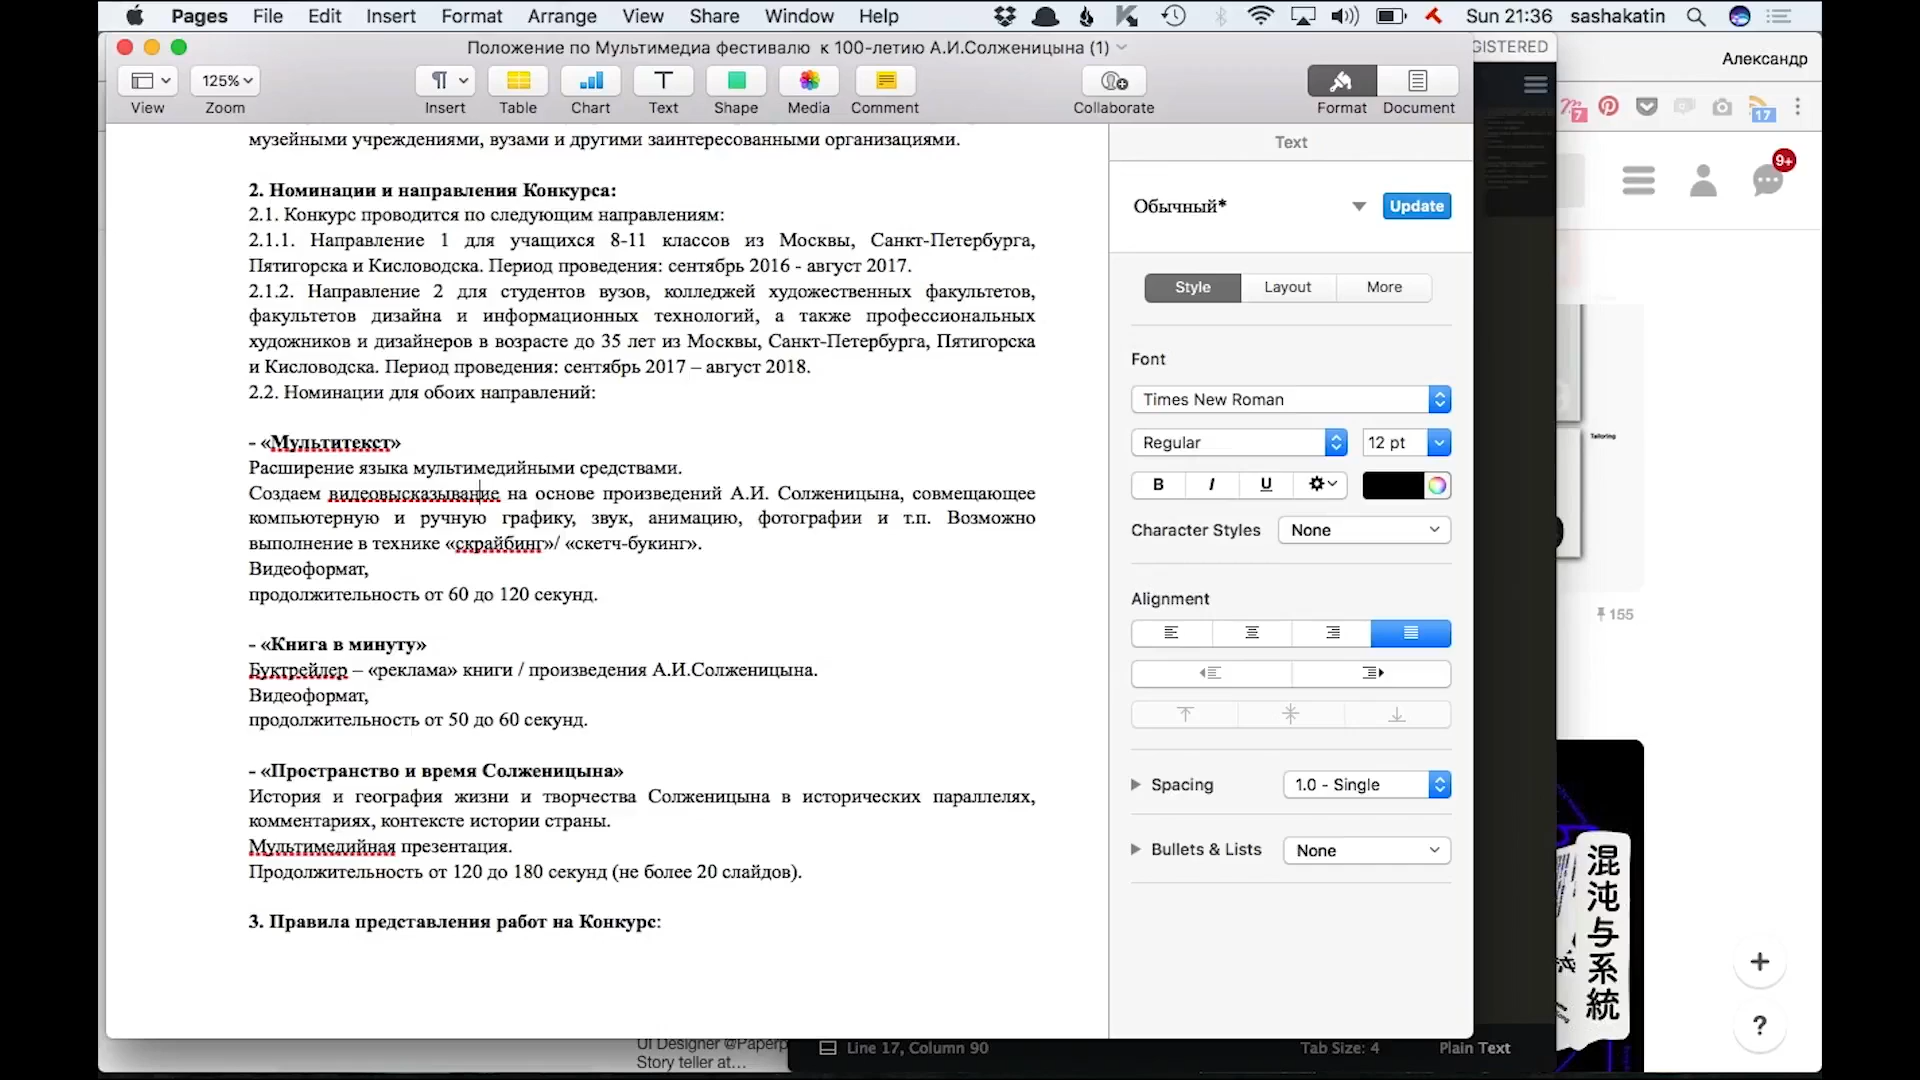 Pages File Edit Insert Format Arrange View Share Window Help Sun 21:36 sashakatin
Положение по Мультимедиа фестивалю к 100-летию А.И.Солженицына (1)
GISTERED
Александр
125%
View Zoom Insert Table Chart Text Shape Media Comment Collaborate Format Document
7 17
9+
музейными учреждениями, вузами и другими заинтересованными организациями.
2. Номинации и направления Конкурса:
2.1. Конкурс проводится по следующим направлениям:
2.1.1. Направление 1 для учащихся 8-11 классов из Москвы, Санкт-Петербурга,
Пятигорска и Кисловодска. Период проведения: сентябрь 2016 - август 2017.
2.1.2. Направление 2 для студентов вузов, колледжей художественных факультетов,
факультетов дизайна и информационных технологий, а также профессиональных
художников и дизайнеров в возрасте до 35 лет из Москвы, Санкт-Петербурга, Пятигорска
и Кисловодска. Период проведения: сентябрь 2017 – август 2018.
2.2. Номинации для обоих направлений:
- «Мультитекст»
Расширение языка мультимедийными средствами.
Создаем видеовысказывание на основе произведений А.И. Солженицына, совмещающее
компьютерную и ручную графику, звук, анимацию, фотографии и т.п. Возможно
выполнение в технике «скрайбинг»/ «скетч-букинг».
Видеоформат,
продолжительность от 60 до 120 секунд.
- «Книга в минуту»
Буктрейлер – «реклама» книги / произведения А.И.Солженицына.
Видеоформат,
продолжительность от 50 до 60 секунд.
- «Пространство и время Солженицына»
История и география жизни и творчества Солженицына в исторических параллелях,
комментариях, контексте истории страны.
Мультимедийная презентация.
Продолжительность от 120 до 180 секунд (не более 20 слайдов).
3. Правила представления работ на Конкурс:
Text
Обычный*
Update
Style Layout More
Font
Times New Roman
Regular 12 pt
B I U
Character Styles None
Alignment
Spacing 1.0 - Single
Bullets & Lists None
Tailoring
155
混沌与系統
+
?
UI Designer @Paperp
Story teller at...
Line 17, Column 90
Tab Size: 4 Plain Text